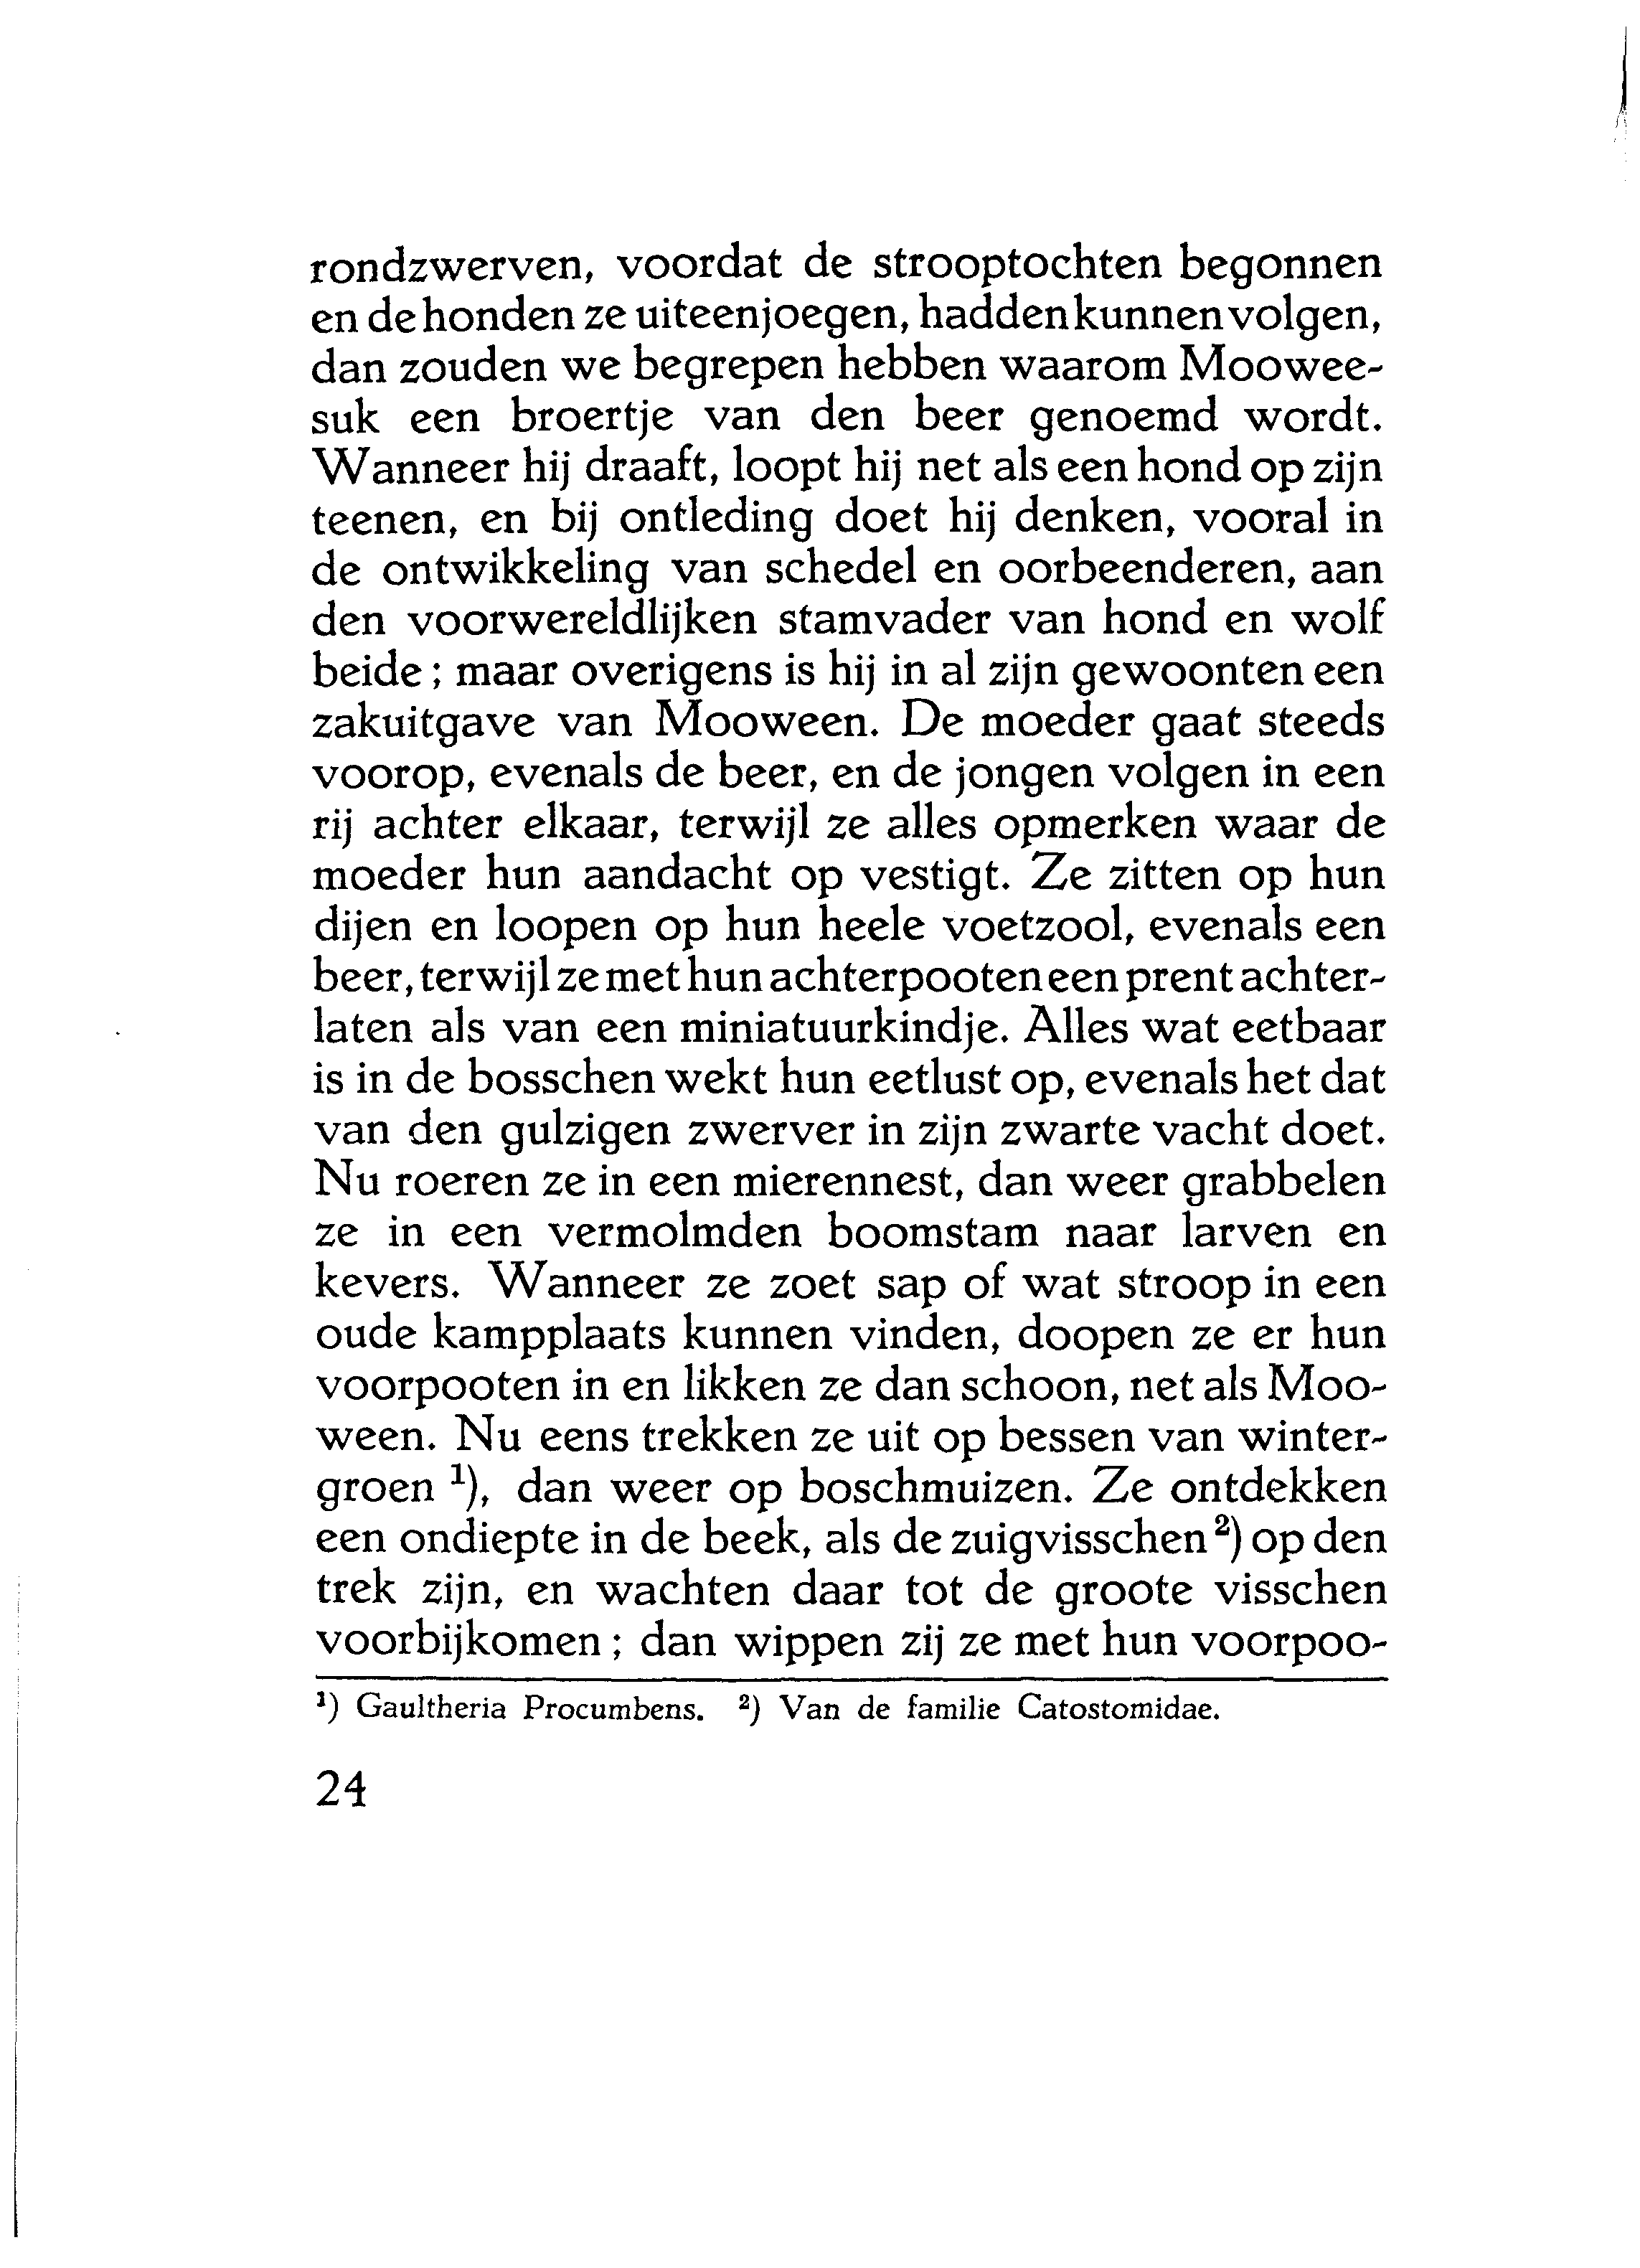 rondzwerven, voordat de strooptochten begonnen
en de honden ze uiteenjoegen, hadden kunnen volgen,
dan zouden we begrepen hebben waarom Moowee-
suk een broertje van den beer genoemd wordt.
Wanneer hij draaft, loopt hij net als een hond op zijn
teenen, en bij ontleding doet hij denken, vooral in
de ontwikkeling van schedel en oorbeenderen, aan
den voorwereldlijken stamvader van hond en wolf
beide ; maar overigens is hij in al zijn gewoonten een
zakuitgave van Mooween. De moeder gaat steeds
voorop, evenals de beer, en de jongen volgen in een
rij achter elkaar, terwijl ze alles opmerken waar de
moeder hun aandacht op vestigt. Ze zitten op hun
dijen en loopen op hun heele voetzool, evenals een
beer, terwijl ze met hun achterpooten een prent achter-
laten als van een miniatuurkindje. Alles wat eetbaar
is in de bosschen wekt hun eetlust op, evenals het dat
van den gulzigen zwerver in zijn zwarte vacht doet.
Nu roeren ze in een mierennest, dan weer grabbelen
ze in een vermolmden boomstam naar larven en
kevers. Wanneer ze zoet sap of wat stroop in een
oude kampplaats kunnen vinden, doopen ze er hun
voorpooten in en likken ze dan schoon, net als Moo-
ween. Nu eens trekken ze uit op bessen van winter-
groen ¹), dan weer op boschmuizen. Ze ontdekken
een ondiepte in de beek, als de zuigvisschen ²) op den
trek zijn, en wachten daar tot de groote visschen
voorbijkomen ; dan wippen zij ze met hun voorpoo-
¹) Gaultheria Procumbens. ²) Van de familie Catostomidae.
24